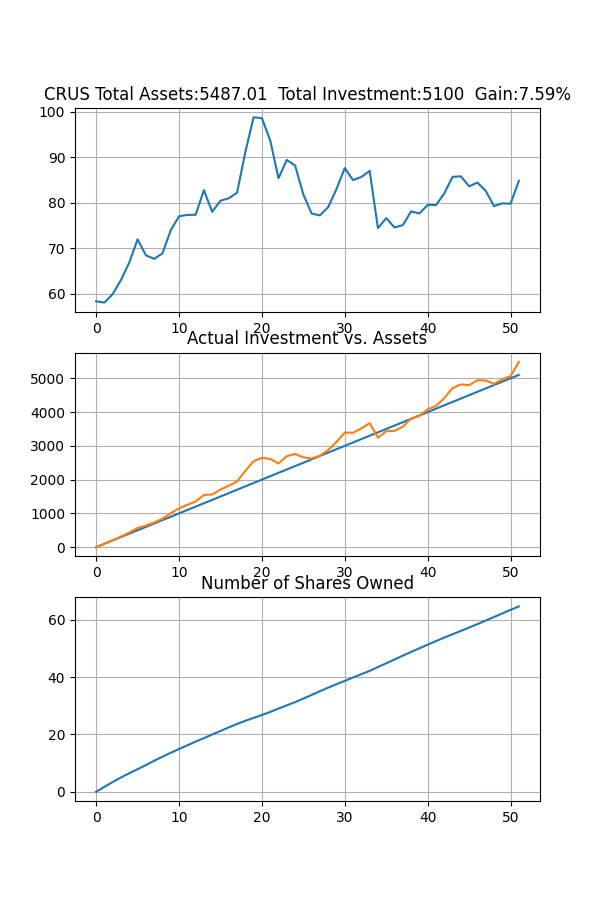 CRUS Total Assets:5487.01  Total Investment:5100  Gain:7.59%
100
90
80
70
60
0 10 20 30 40 50
Actual Investment vs. Assets
5000
4000
3000
2000
1000
0
0 10 20 30 40 50
Number of Shares Owned
60
40
20
0
0 10 20 30 40 50